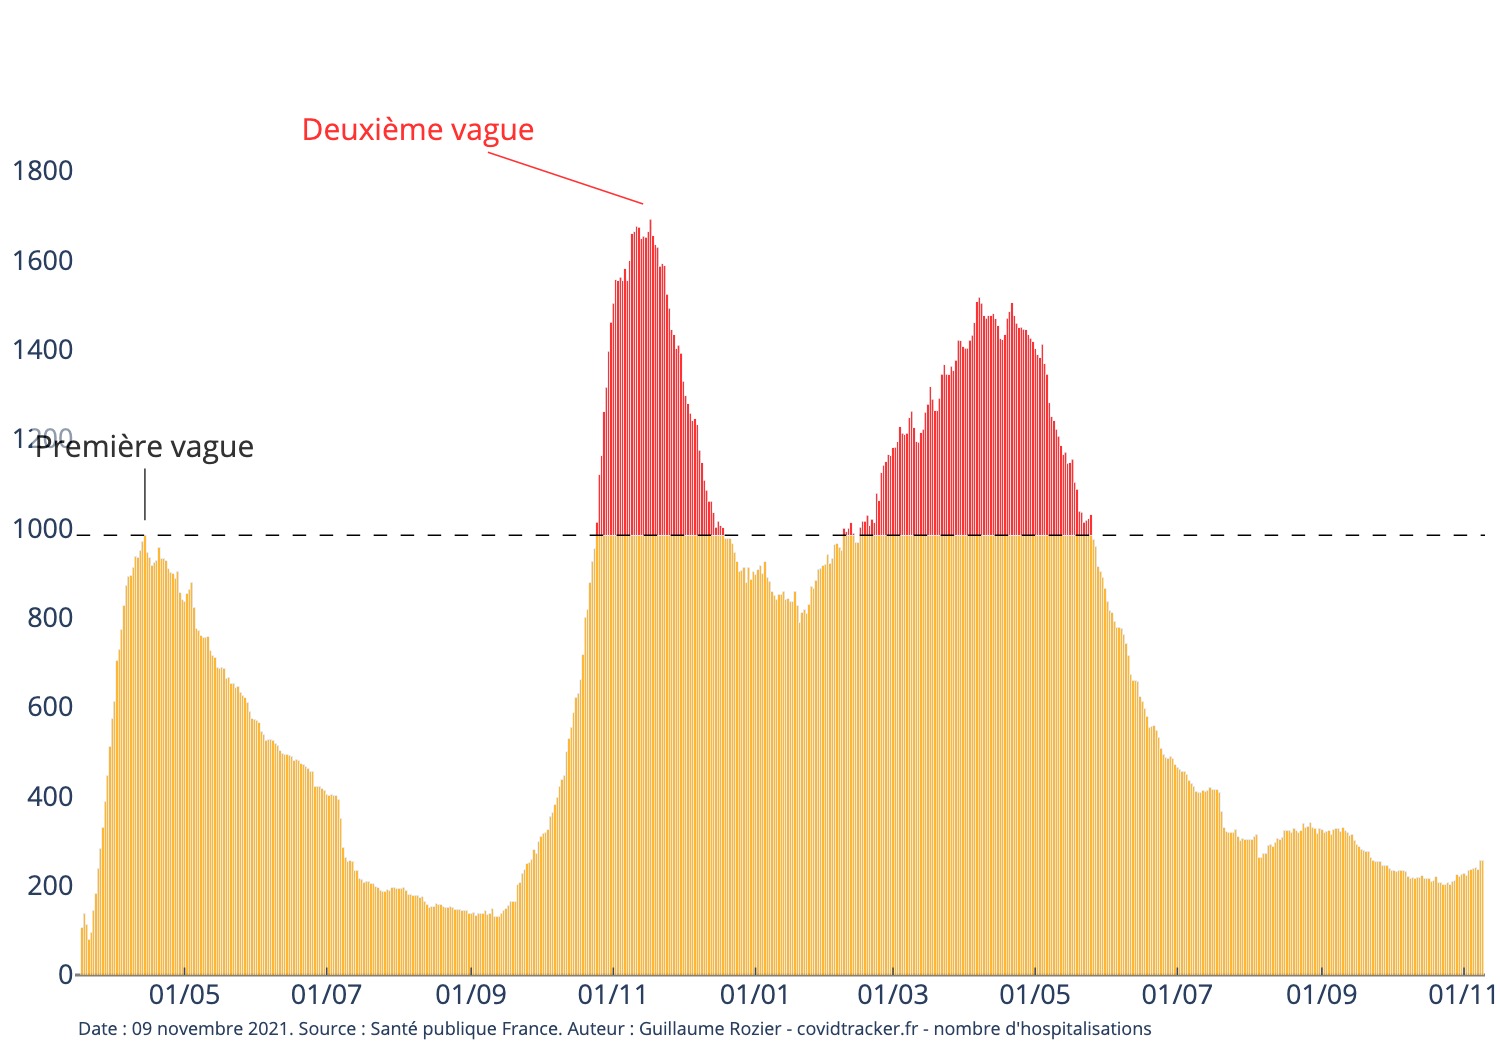 Deuxième vague
1800
1600
1400
1200
Première vague
1000
800
600
400
200
0
01/05 01/07 01/09 01/11 01/01 01/03 01/05 01/07 01/09 01/11
Date : 09 novembre 2021. Source : Santé publique France. Auteur : Guillaume Rozier - covidtracker.fr - nombre d'hospitalisations